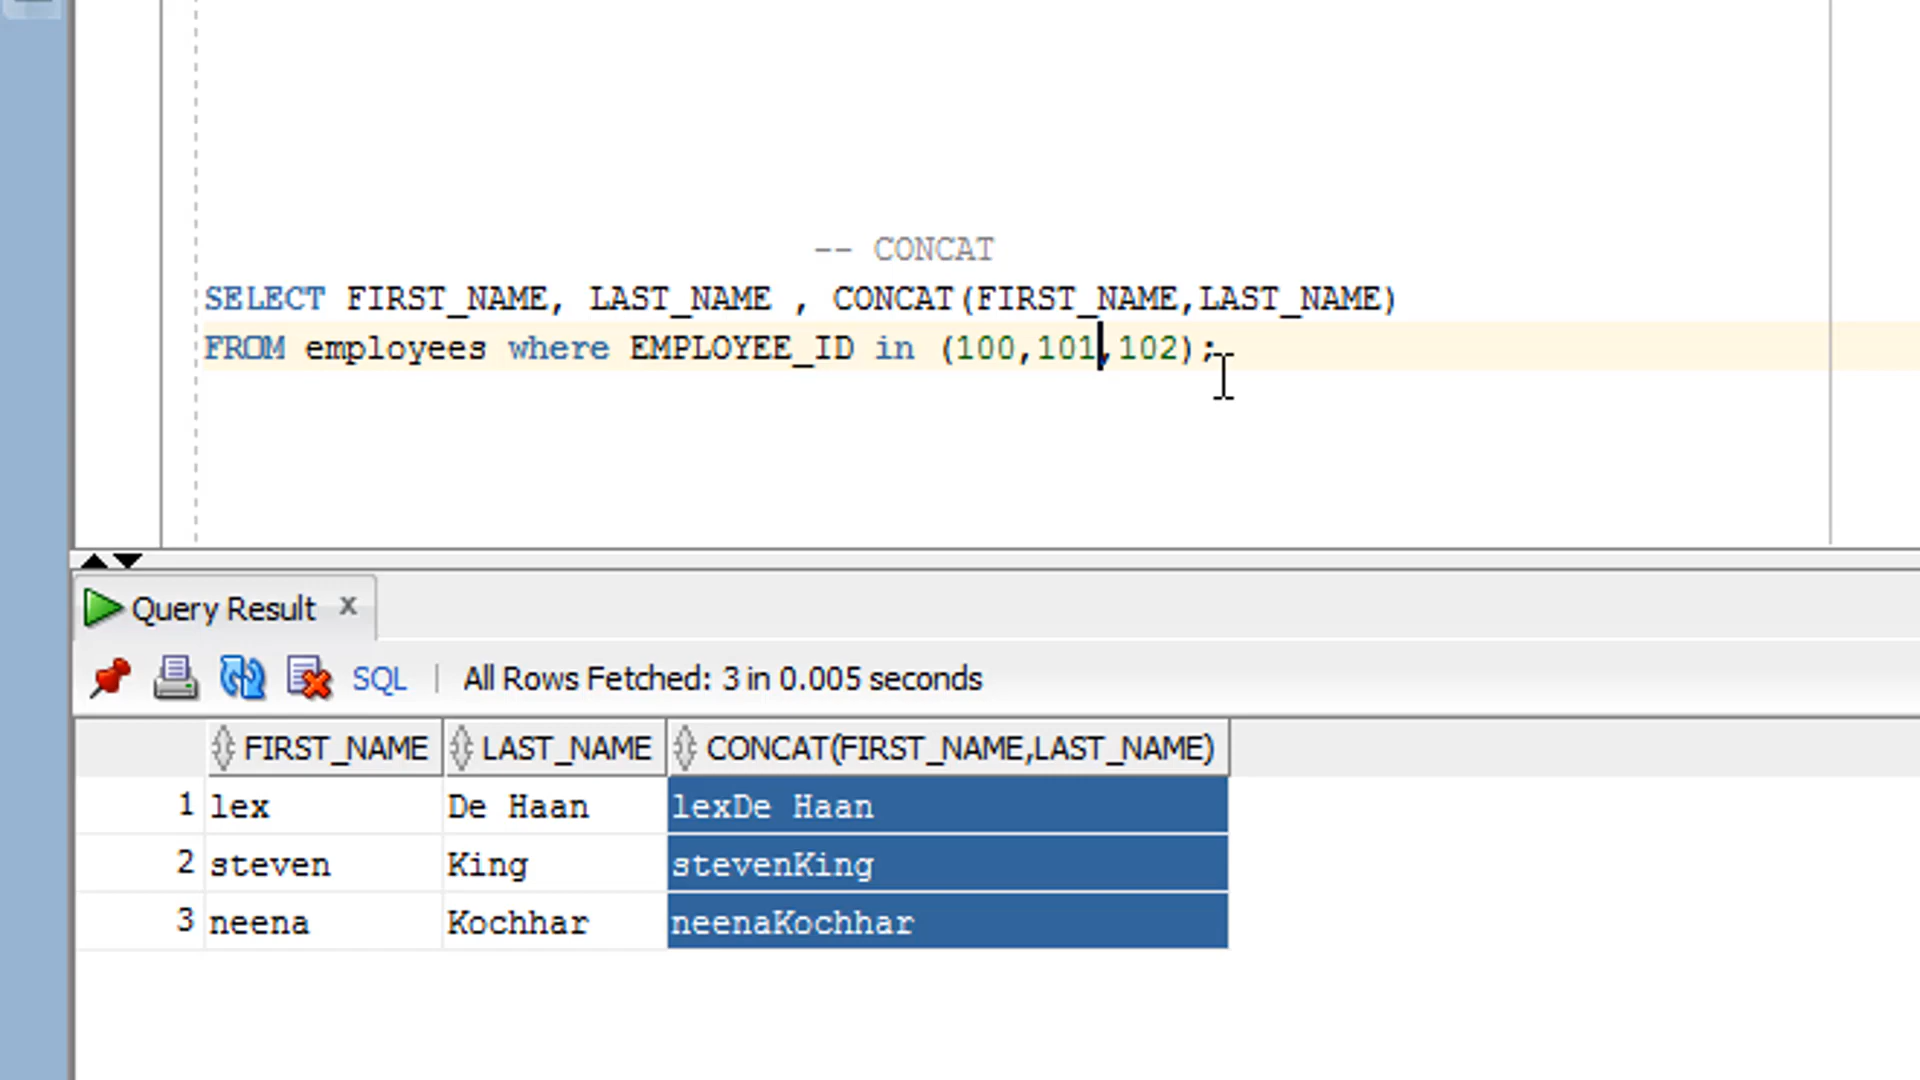 -- CONCAT
SELECT FIRST_NAME, LAST_NAME , CONCAT(FIRST_NAME,LAST_NAME)
FROM employees where EMPLOYEE_ID in (100,101,102);
Query Result x
SQL | All Rows Fetched: 3 in 0.005 seconds
FIRST_NAME LAST_NAME CONCAT(FIRST_NAME,LAST_NAME)
1 lex De Haan lexDe Haan
2 steven King stevenKing
3 neena Kochhar neenaKochhar